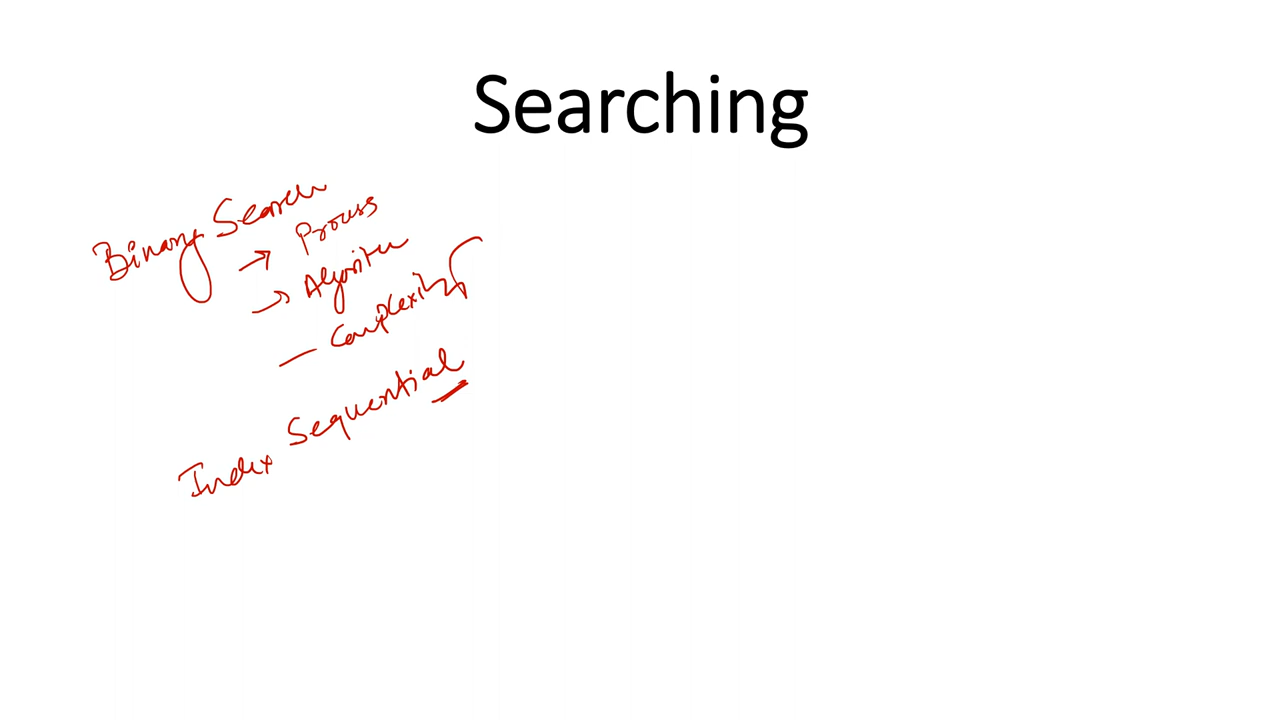 Searching
Binary Search
→ Process
→ Algorithm
— Complexity
Index Sequential